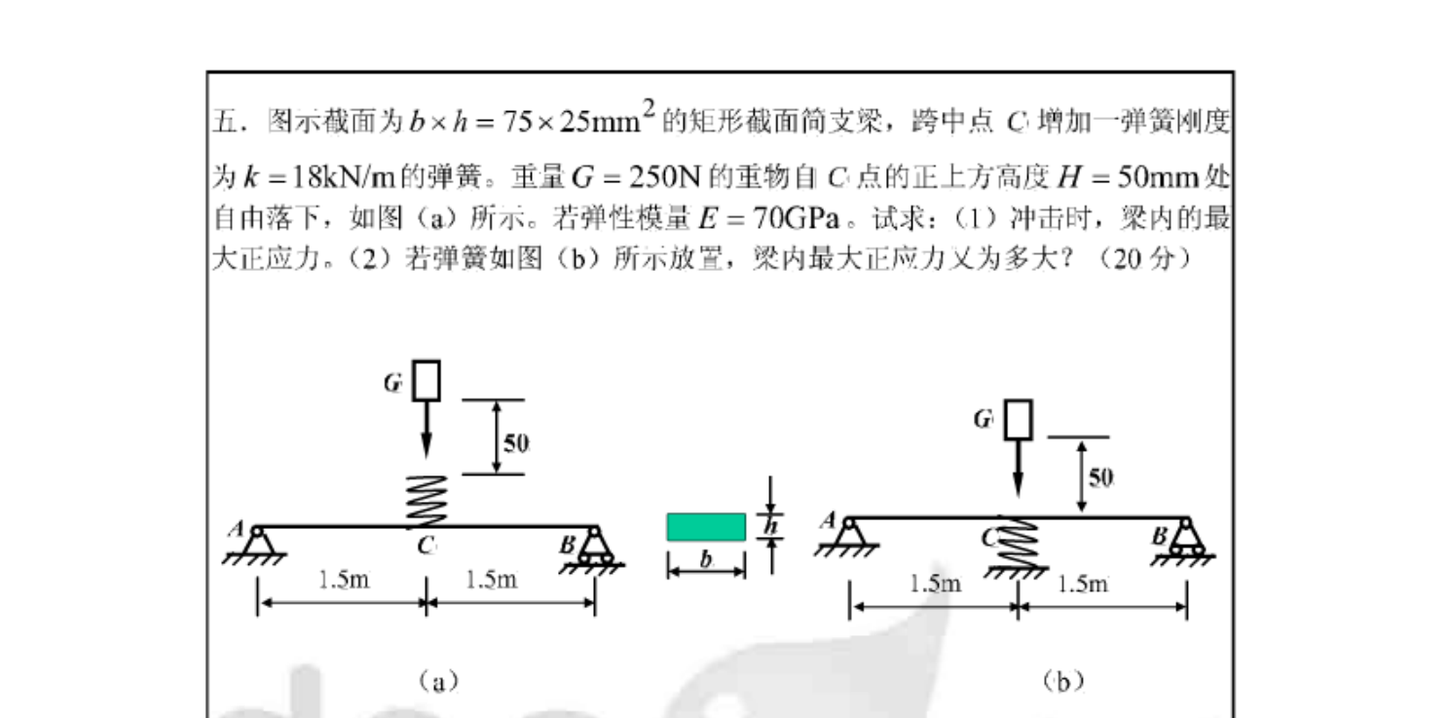 五. 图示截面为 b × h = 75 × 25mm² 的矩形截面简支梁，跨中点 C 增加一弹簧刚度
为 k = 18kN/m 的弹簧。重量 G = 250N 的重物自 C 点的正上方高度 H = 50mm 处
自由落下，如图（a）所示。若弹性模量 E = 70GPa。试求：（1）冲击时，梁内的最
大正应力。（2）若弹簧如图（b）所示放置，梁内最大正应力又为多大？（20 分）
G
50
A
C
B
1.5m
1.5m
h
b
G
50
A
C
B
1.5m
1.5m
（a）
（b）